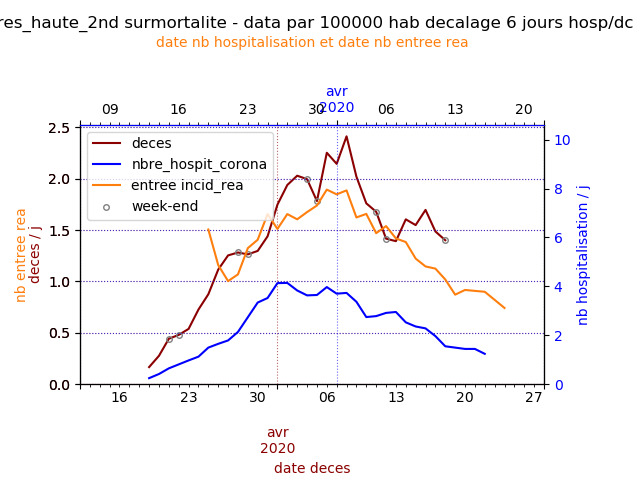 res_haute_2nd surmortalite - data par 100000 hab decalage 6 jours hosp/dc
date nb hospitalisation et date nb entree rea
avr
2020
09 16 23 30 06 13 20
deces
nbre_hospit_corona
entree incid_rea
week-end
2.5
2.0
1.5
1.0
0.5
0.0
nb entree rea
deces / j
10
8
6
4
2
0
nb hospitalisation / j
16 23 30 06 13 20 27
avr
2020
date deces